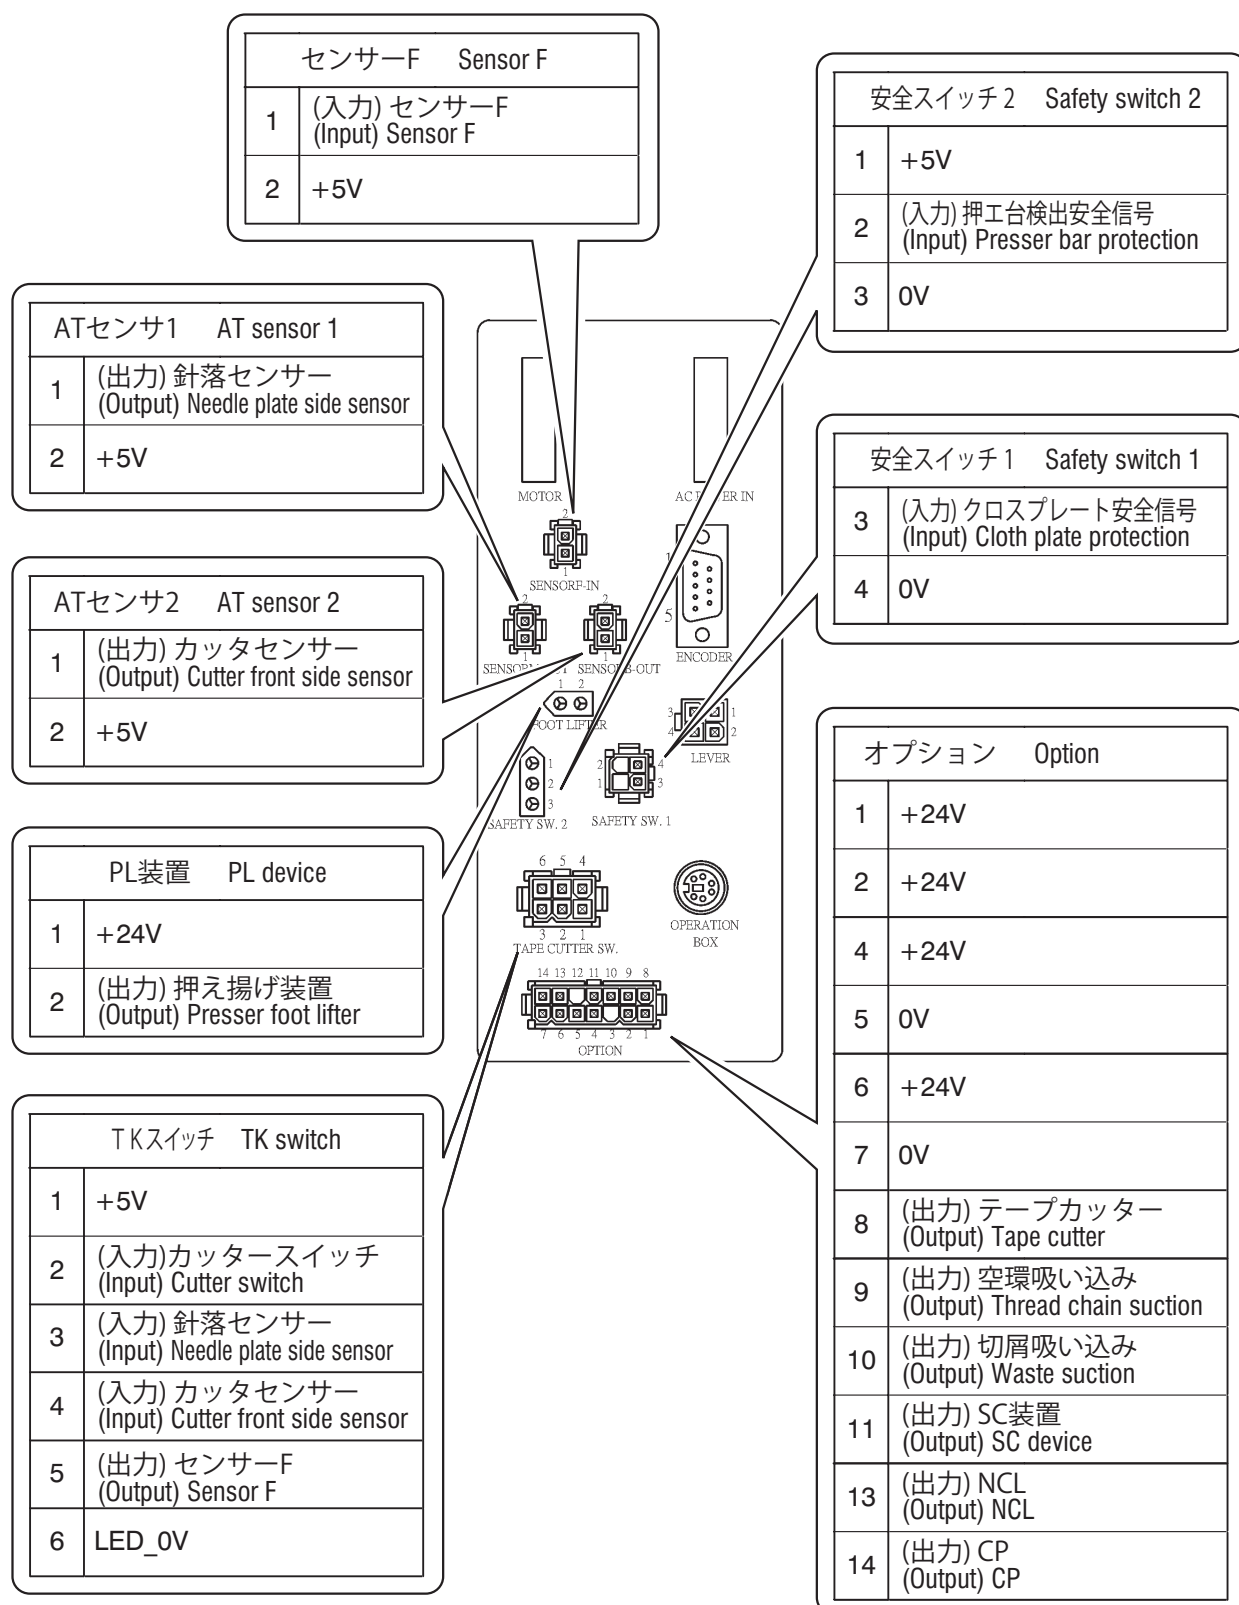 センサーF Sensor F
1 (入力) センサーF
(Input) Sensor F
2 +5V
安全スイッチ 2 Safety switch 2
1 +5V
2 (入力) 押エ台検出安全信号
(Input) Presser bar protection
3 0V
ATセンサ1 AT sensor 1
1 (出力) 針落センサー
(Output) Needle plate side sensor
2 +5V
安全スイッチ 1 Safety switch 1
3 (入力) クロスプレート安全信号
(Input) Cloth plate protection
4 0V
ATセンサ2 AT sensor 2
1 (出力) カッタセンサー
(Output) Cutter front side sensor
2 +5V
PL装置 PL device
1 +24V
2 (出力) 押え揚げ装置
(Output) Presser foot lifter
TKスイッチ TK switch
1 +5V
2 (入力)カッタースイッチ
(Input) Cutter switch
3 (入力) 針落センサー
(Input) Needle plate side sensor
4 (入力) カッタセンサー
(Input) Cutter front side sensor
5 (出力) センサーF
(Output) Sensor F
6 LED_0V
MOTOR
AC IN
2
1
SENSORF-IN
1
5
ENCODER
2
1
2
1
1 2
FOOT LIFTER
3 1
4 2
LEVER
1
2
3
SAFETY SW. 2
2 4
1 3
SAFETY SW. 1
6 5 4
3 2 1
TAPE CUTTER SW.
OPERATION
BOX
14 13 12 11 10 9 8
7 6 5 4 3 2 1
OPTION
オプション Option
1 +24V
2 +24V
4 +24V
5 0V
6 +24V
7 0V
8 (出力) テープカッター
(Output) Tape cutter
9 (出力) 空環吸い込み
(Output) Thread chain suction
10 (出力) 切屑吸い込み
(Output) Waste suction
11 (出力) SC装置
(Output) SC device
13 (出力) NCL
(Output) NCL
14 (出力) CP
(Output) CP